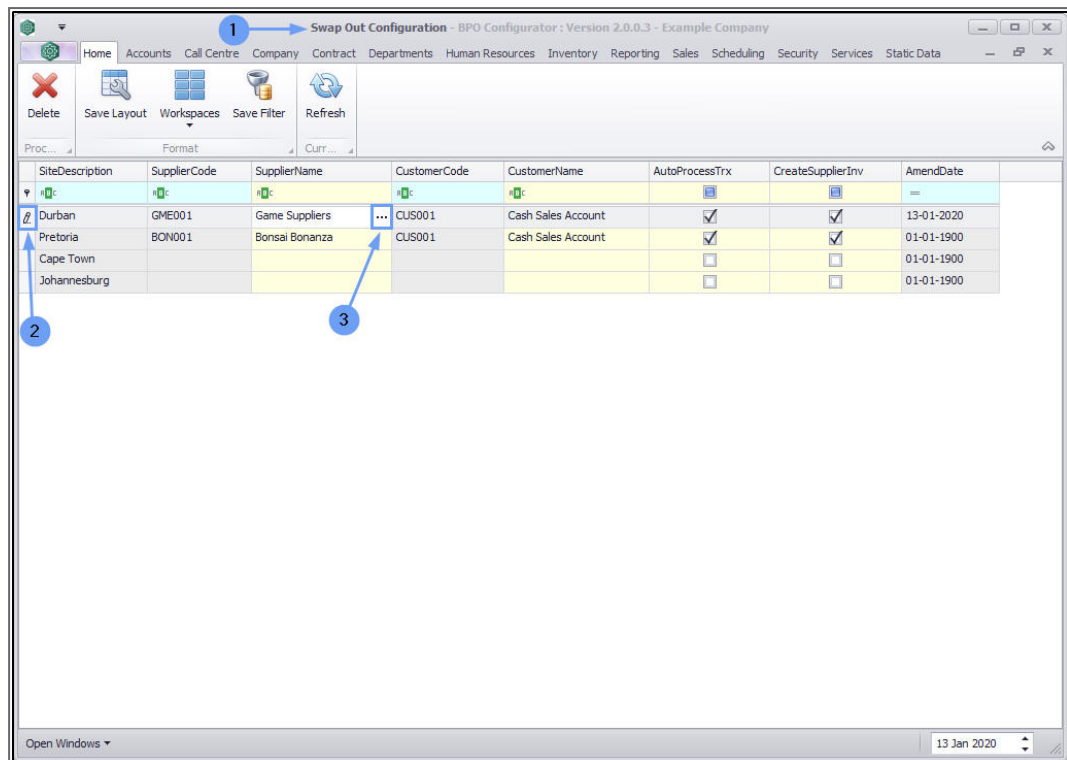 1
Swap Out Configuration - BPO Configurator : Version 2.0.0.3 - Example Company
Home Accounts Call Centre Company Contract Departments Human Resources Inventory Reporting Sales Scheduling Security Services Static Data
Delete Save Layout Workspaces Save Filter Refresh
Proc... Format Curr...
SiteDescription SupplierCode SupplierName CustomerCode CustomerName AutoProcessTrx CreateSupplierInv AmendDate
Durban GME001 Game Suppliers ... CUS001 Cash Sales Account 13-01-2020
Pretoria BON001 Bonsai Bonanza CUS001 Cash Sales Account 01-01-1900
Cape Town 01-01-1900
Johannesburg 01-01-1900
2 3
Open Windows 13 Jan 2020